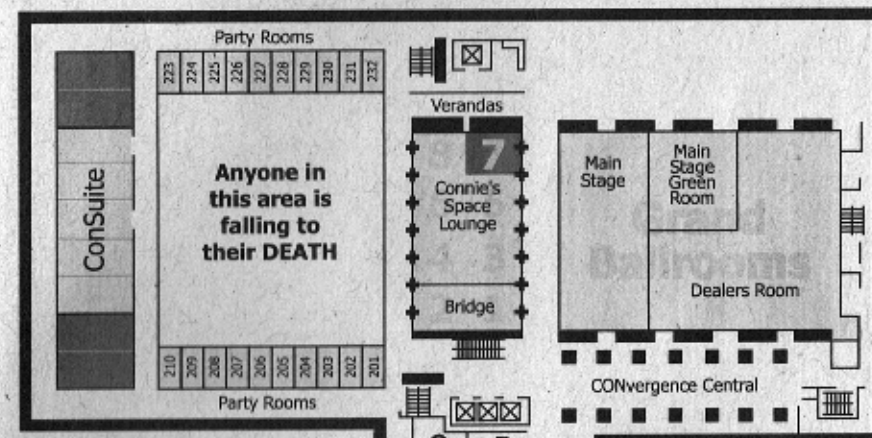 Party Rooms
223 224 225 226 227 228 229 230 231 232
Verandas
7
Connie's
Space
Lounge
Bridge
ConSuite
Anyone in
this area is
falling to
their DEATH
210 209 208 207 206 205 204 203 202 201
Party Rooms
Main
Stage
Main
Stage
Green
Room
Grand
Ballrooms
Dealers Room
CONvergence Central